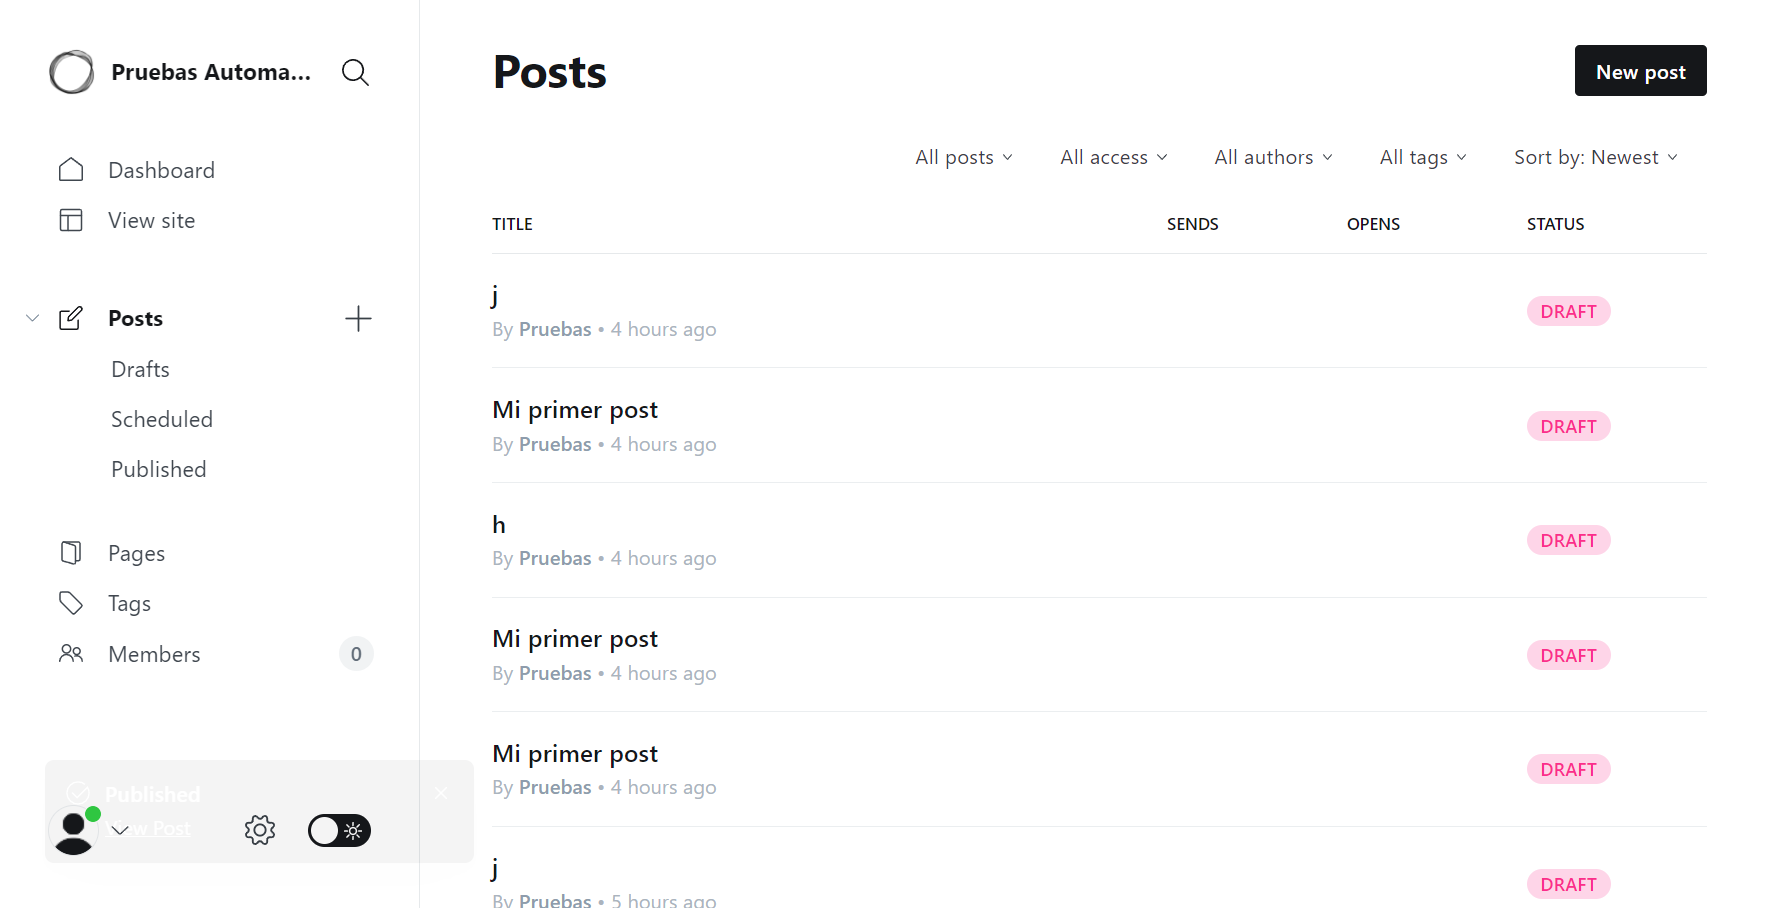 Pruebas Automa...
Dashboard
View site
Posts
Drafts
Scheduled
Published
Pages
Tags
Members 0
Published
View Post
Posts
New post
All posts All access All authors All tags Sort by: Newest
TITLE SENDS OPENS STATUS
j
By Pruebas • 4 hours ago DRAFT
Mi primer post
By Pruebas • 4 hours ago DRAFT
h
By Pruebas • 4 hours ago DRAFT
Mi primer post
By Pruebas • 4 hours ago DRAFT
Mi primer post
By Pruebas • 4 hours ago DRAFT
j
By Pruebas • 5 hours ago DRAFT